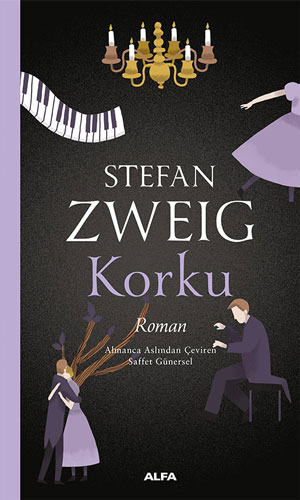 STEFAN
ZWEIG
Korku
Roman
Almanca Aslından Çeviren
Saffet Günersel
ALFA